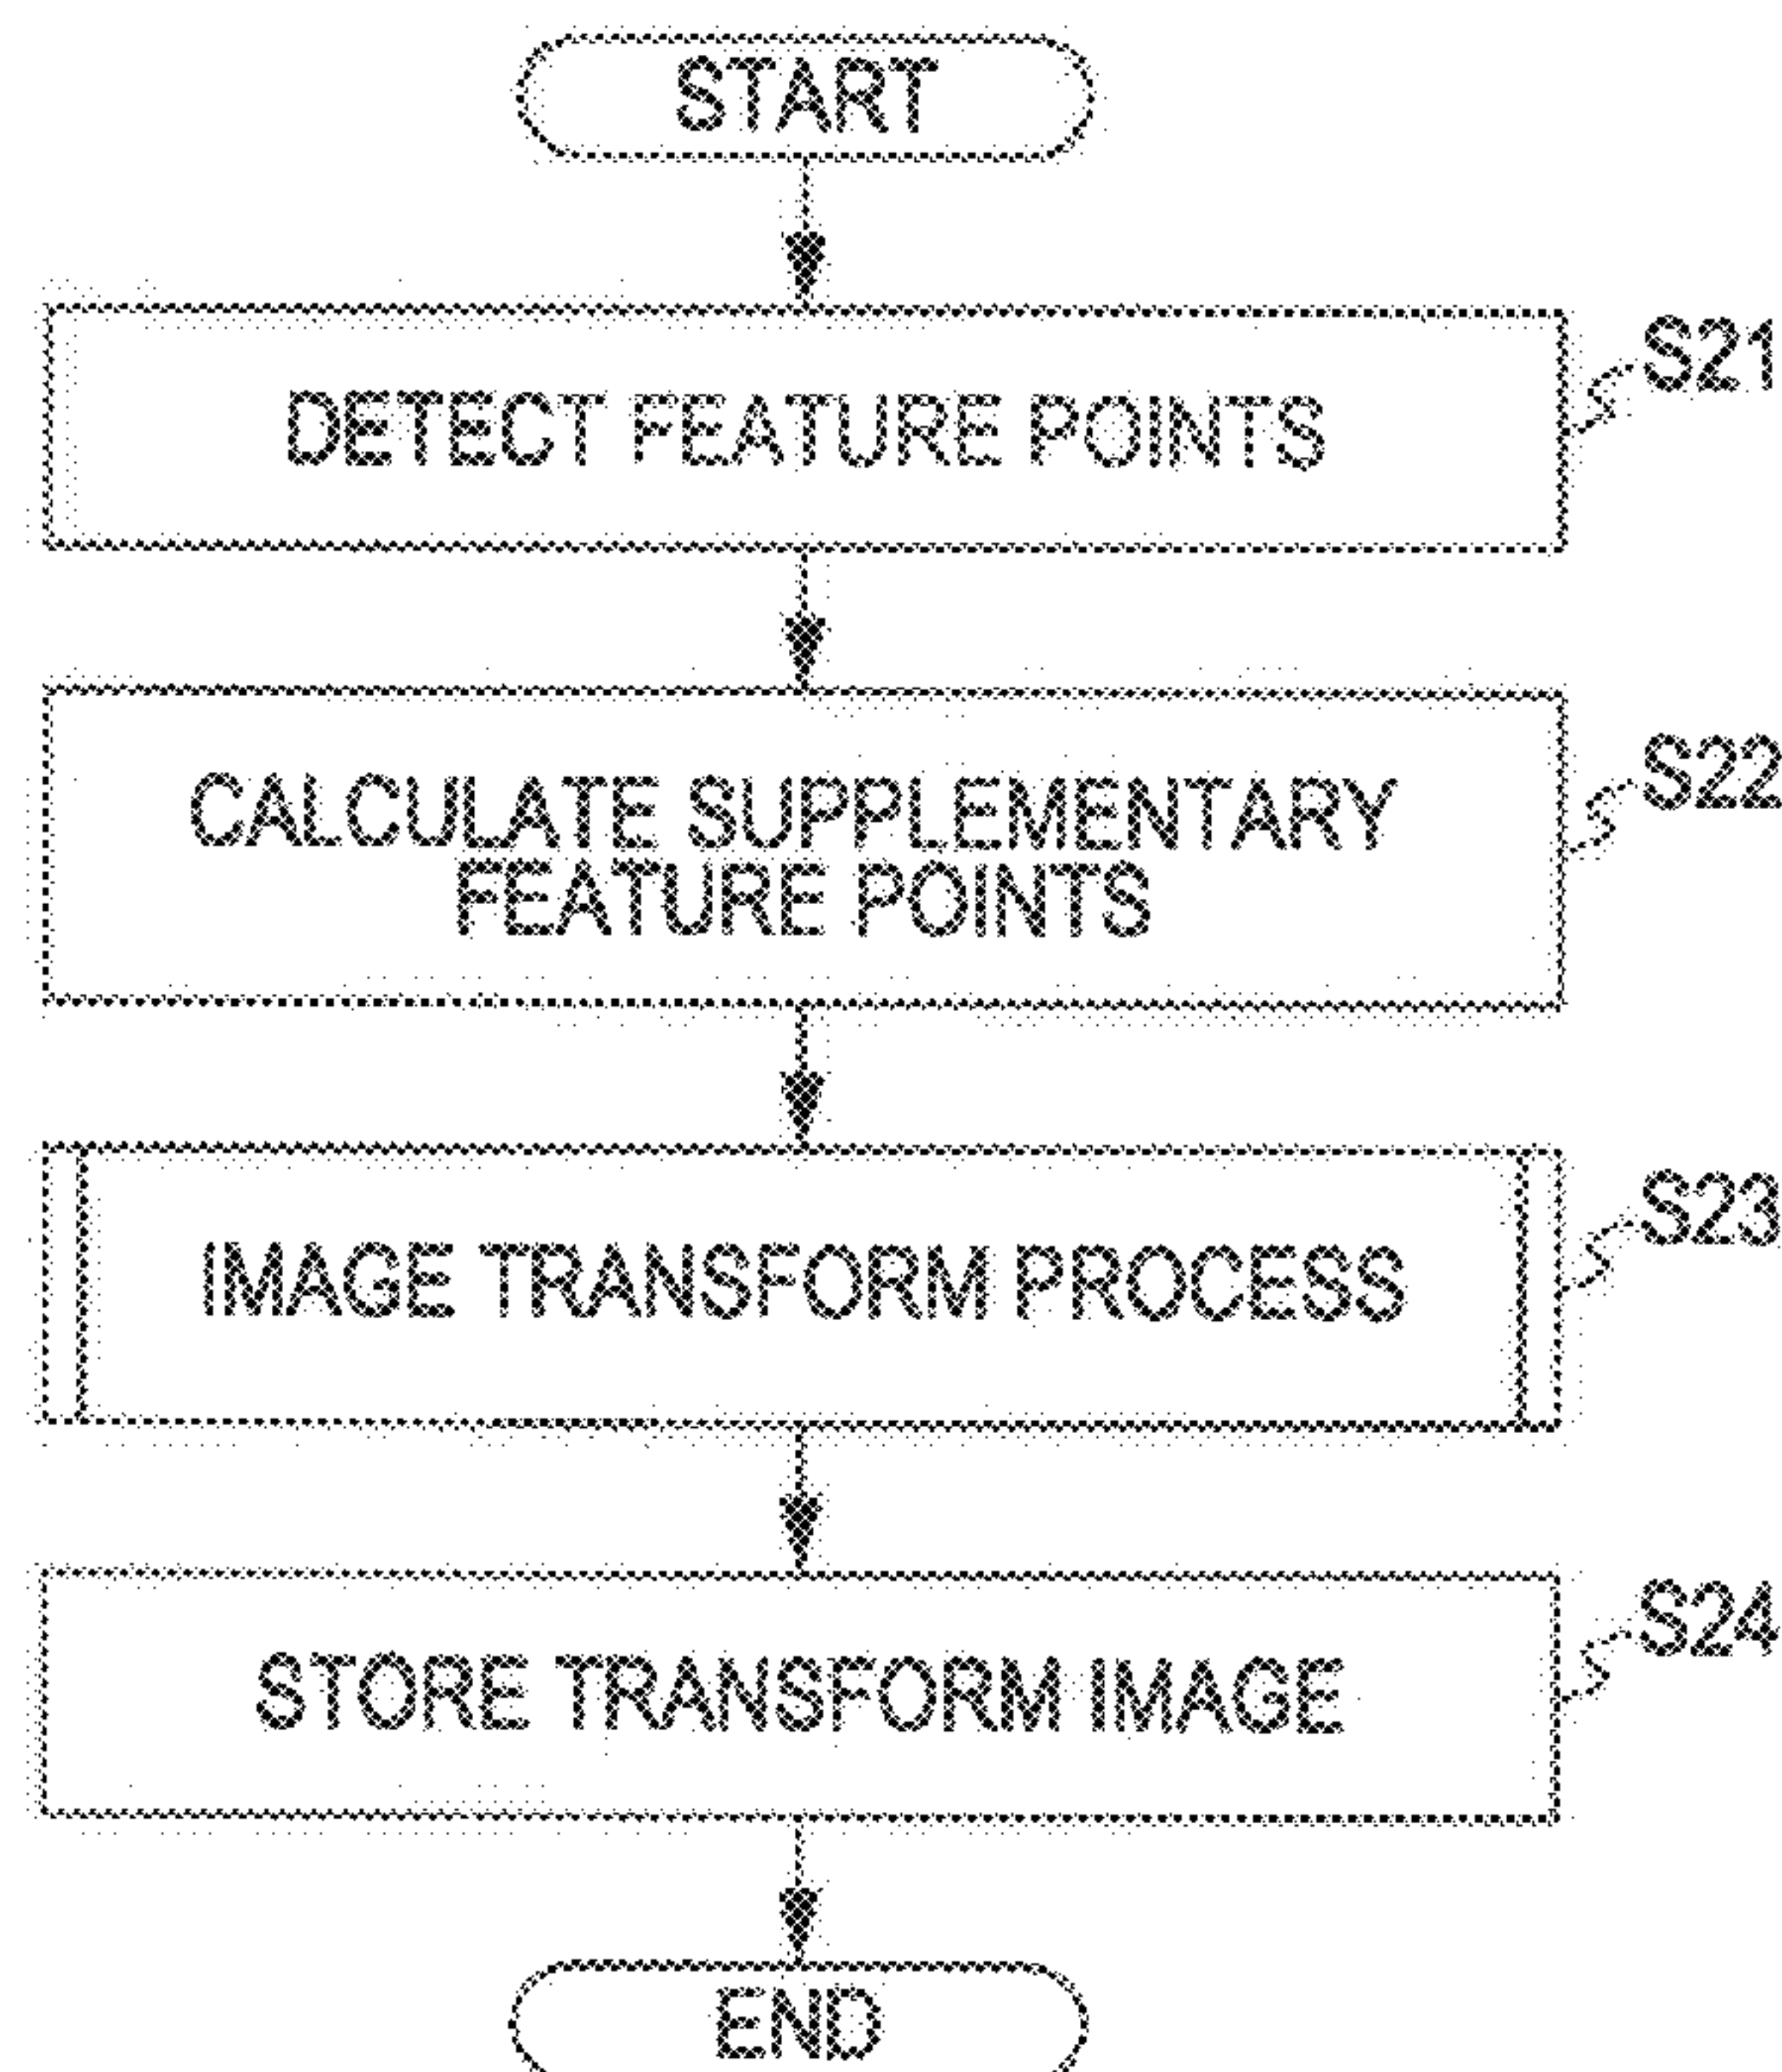 START
DETECT FEATURE POINTS
S21
CALCULATE SUPPLEMENTARY
FEATURE POINTS
S22
IMAGE TRANSFORM PROCESS
S23
STORE TRANSFORM IMAGE
S24
END